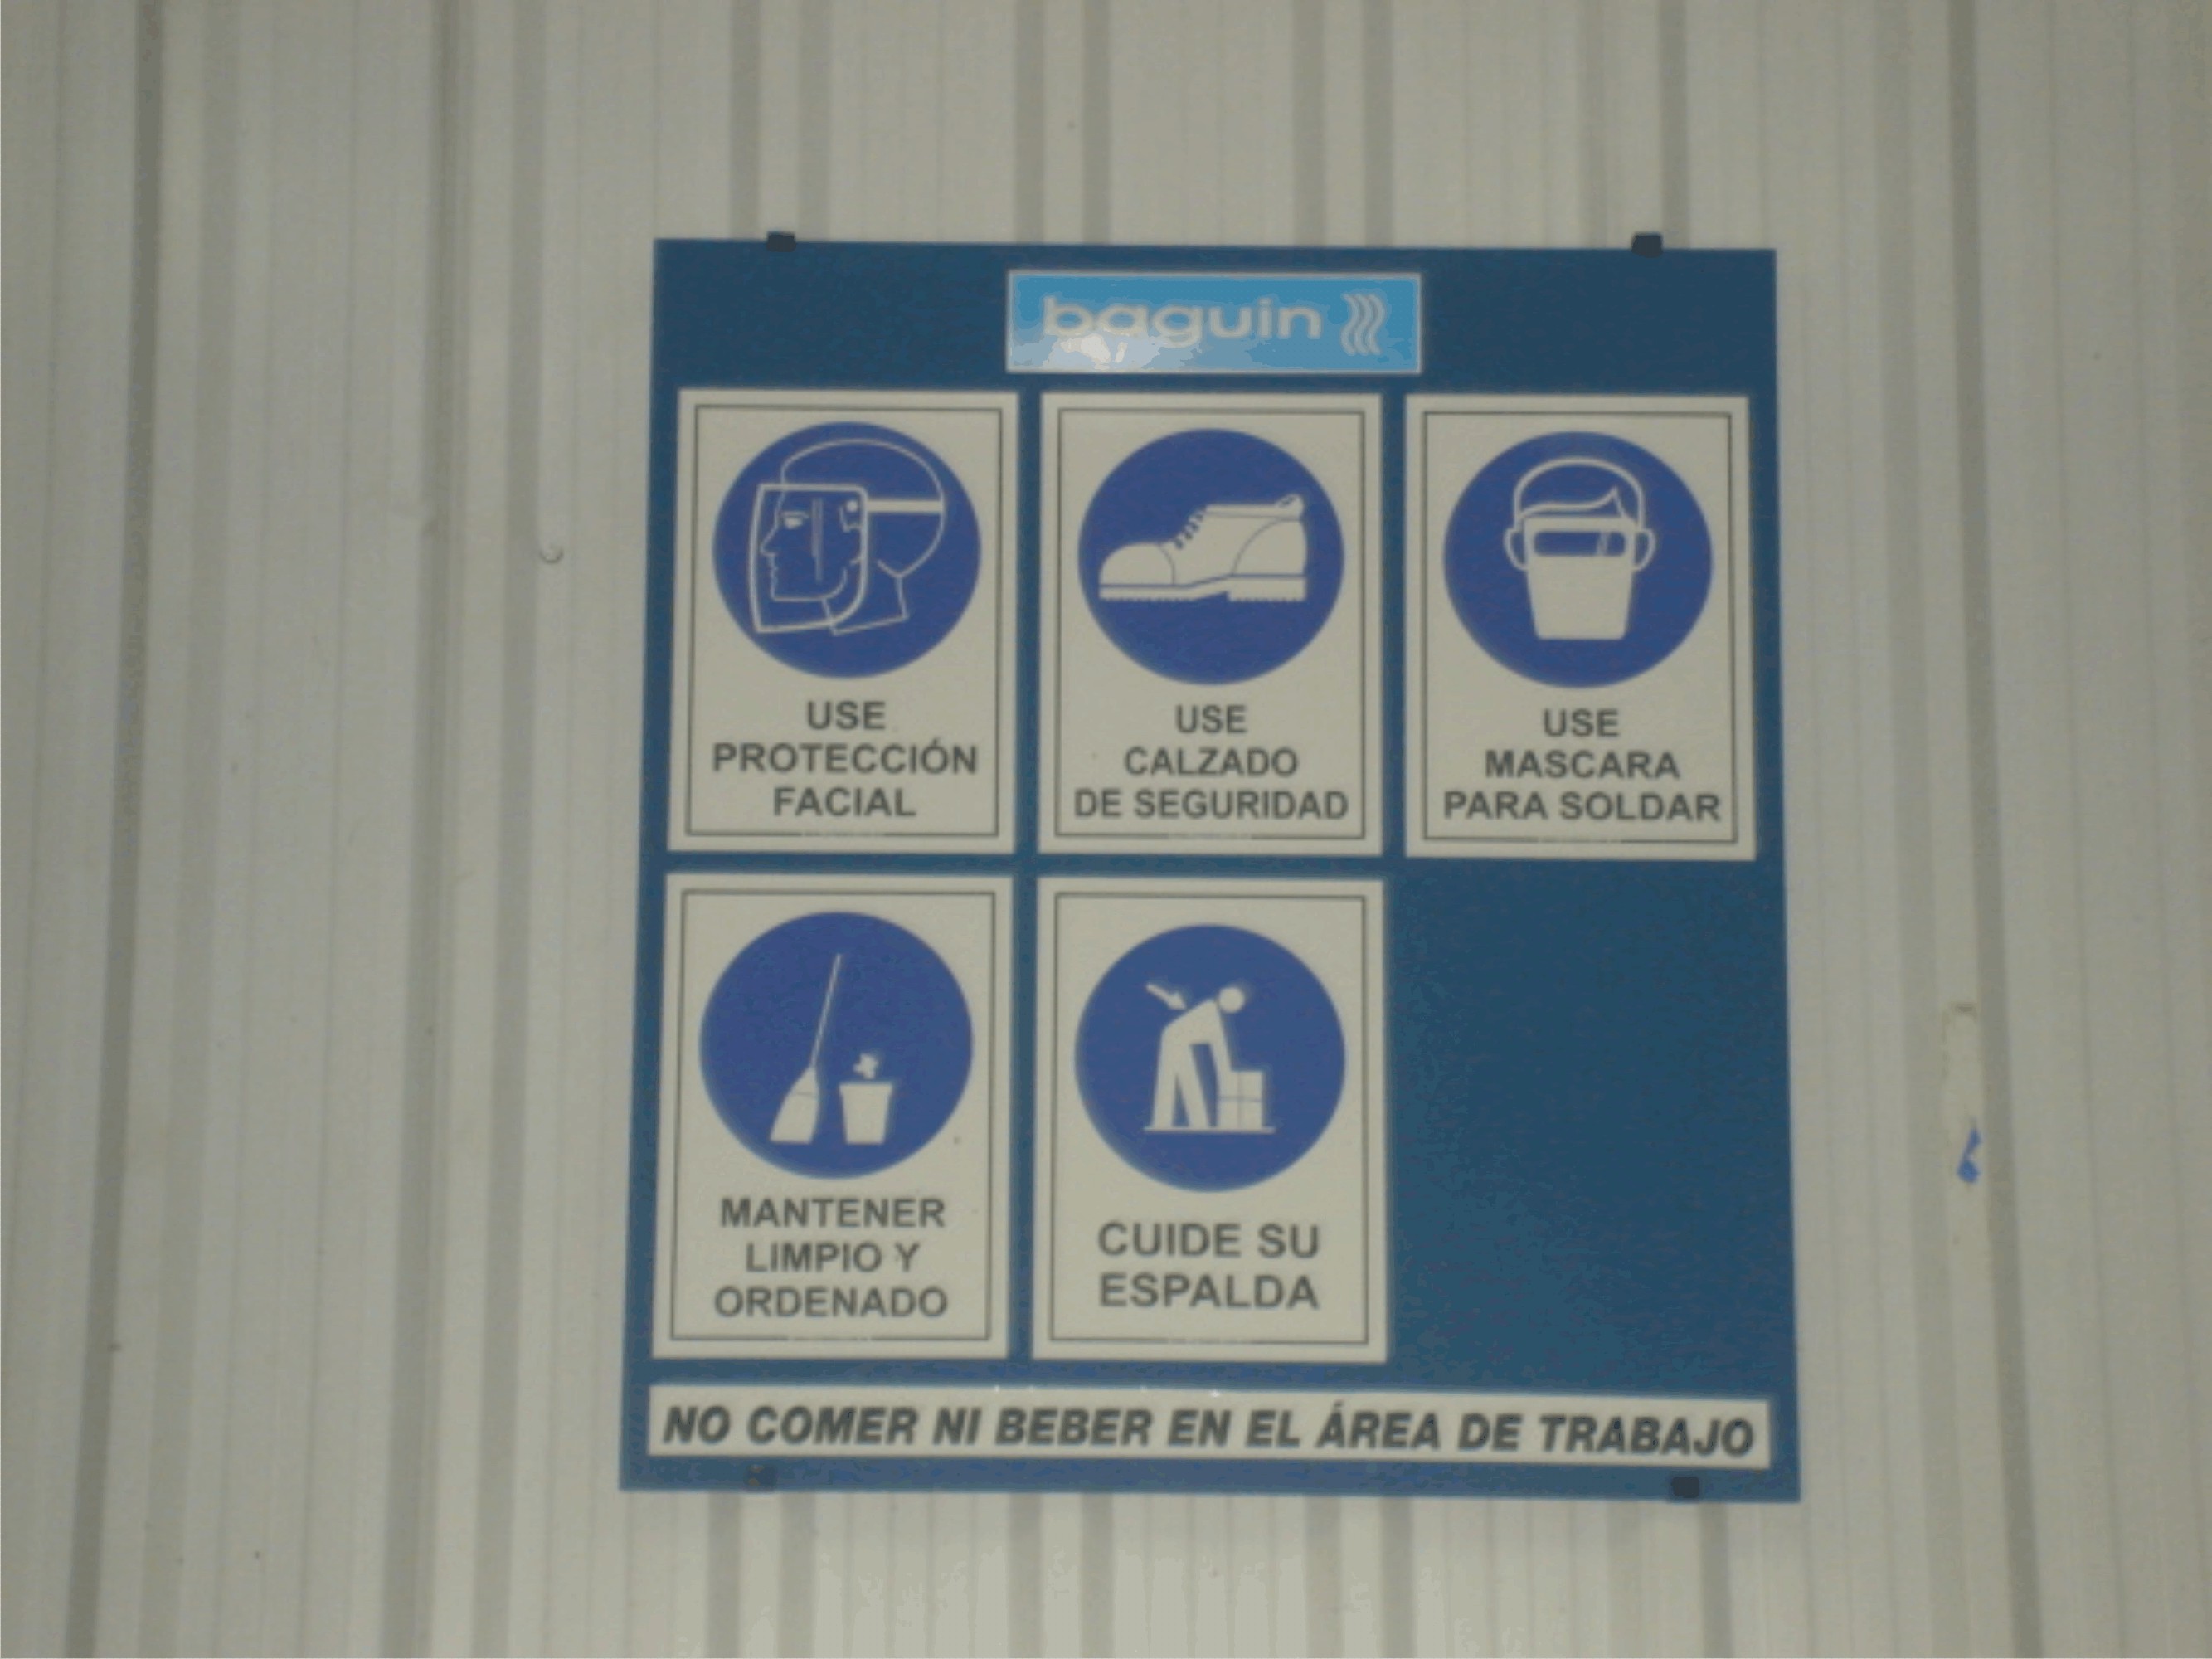 baguin
USE
PROTECCIÓN
FACIAL
USE
CALZADO
DE SEGURIDAD
USE
MASCARA
PARA SOLDAR
MANTENER
LIMPIO Y
ORDENADO
CUIDE SU
ESPALDA
NO COMER NI BEBER EN EL ÁREA DE TRABAJO